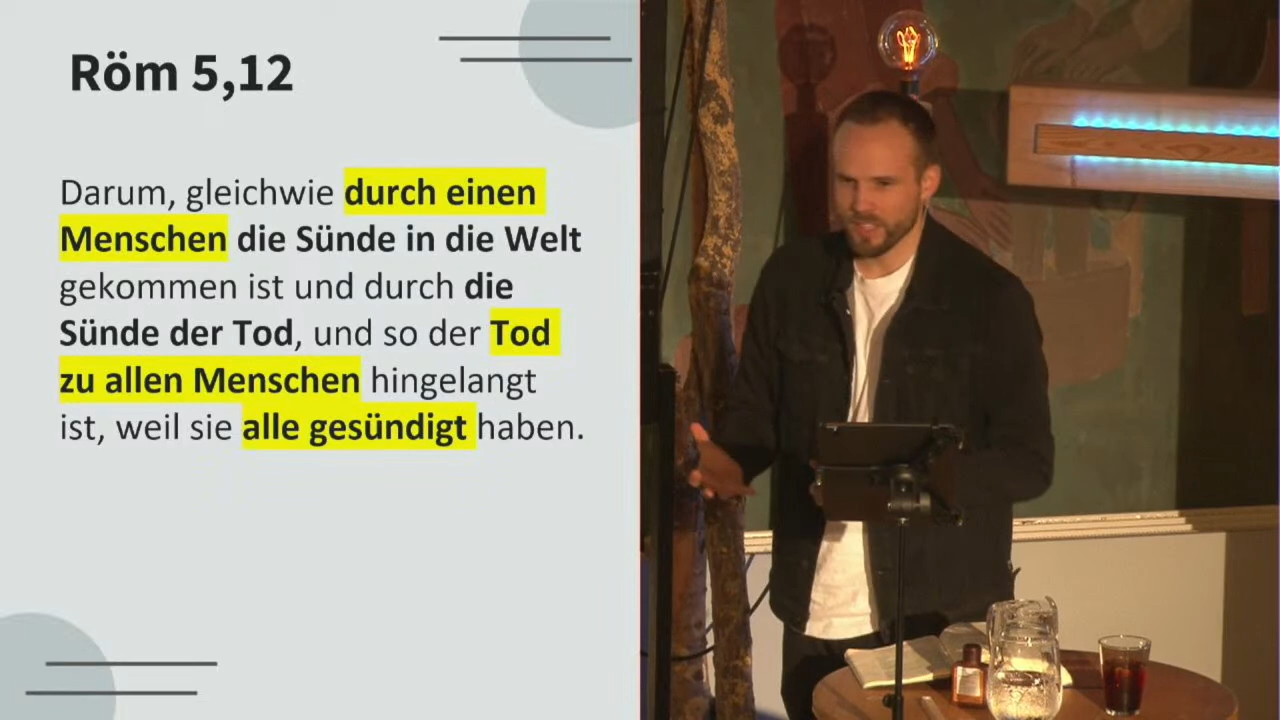 Röm 5,12
Darum, gleichwie durch einen
Menschen die Sünde in die Welt
gekommen ist und durch die
Sünde der Tod, und so der Tod
zu allen Menschen hingelangt
ist, weil sie alle gesündigt haben.